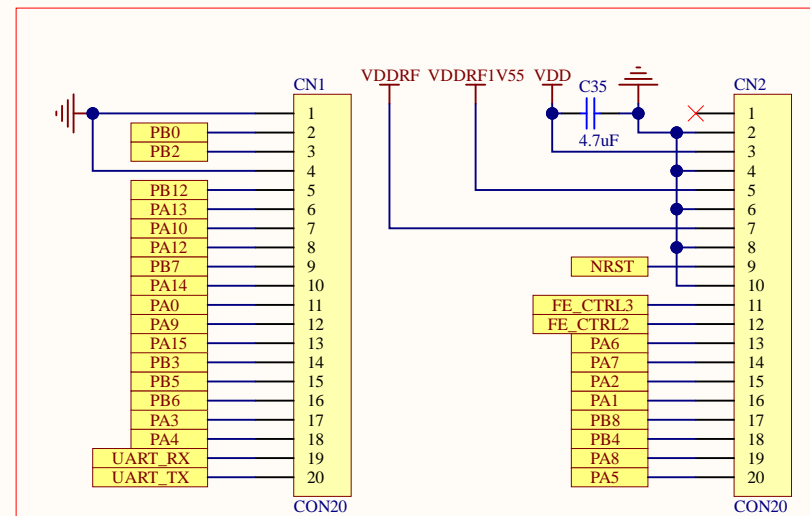 VDDRF VDDRF1V55 VDD
CN1 C35 CN2
4.7uF
1 1
PB0 2 2
PB2 3 3
4 4
PB12 5 5
PA13 6 6
PA10 7 7
PA12 8 8
PB7 9 NRST 9
PA14 10 10
PA0 11 FE_CTRL3 11
PA9 12 FE_CTRL2 12
PA15 13 PA6 13
PB3 14 PA7 14
PB5 15 PA2 15
PB6 16 PA1 16
PA3 17 PB8 17
PA4 18 PB4 18
UART_RX 19 PA8 19
UART_TX 20 PA5 20
CON20 CON20